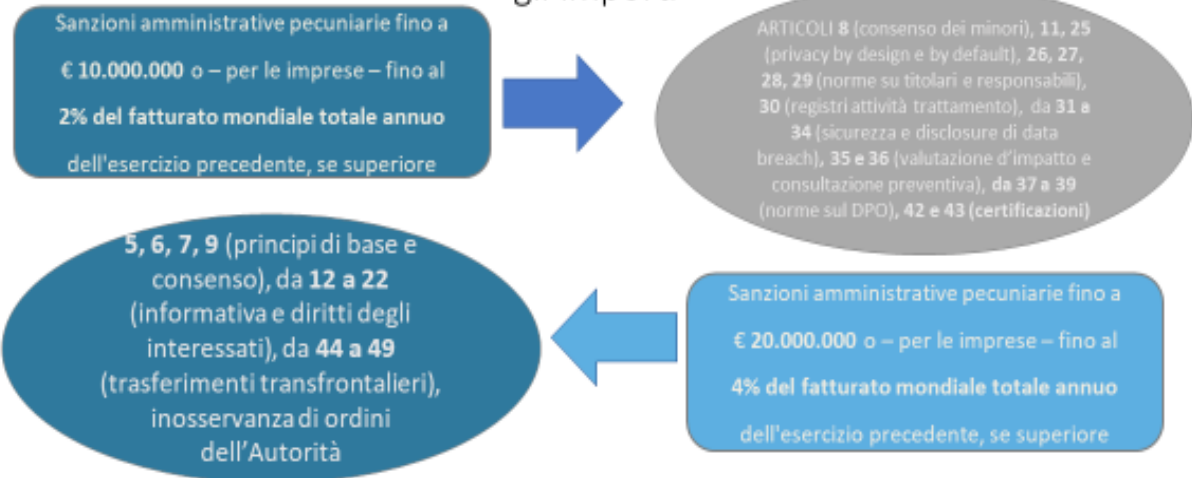 Sanzioni amministrative pecuniarie fino a
€ 10.000.000 o – per le imprese – fino al
2% del fatturato mondiale totale annuo
dell'esercizio precedente, se superiore
ARTICOLI 8 (consenso dei minori), 11, 25
(privacy by design e by default), 26, 27,
28, 29 (norme su titolari e responsabili),
30 (registri attività trattamento), da 31 a
34 (sicurezza e disclosure di data
breach), 35 e 36 (valutazione d'impatto e
consultazione preventiva), da 37 a 39
(norme sul DPO), 42 e 43 (certificazioni)
5, 6, 7, 9 (principi di base e
consenso), da 12 a 22
(informativa e diritti degli
interessati), da 44 a 49
(trasferimenti transfrontalieri),
inosservanza di ordini
dell'Autorità
Sanzioni amministrative pecuniarie fino a
€ 20.000.000 o – per le imprese – fino al
4% del fatturato mondiale totale annuo
dell'esercizio precedente, se superiore